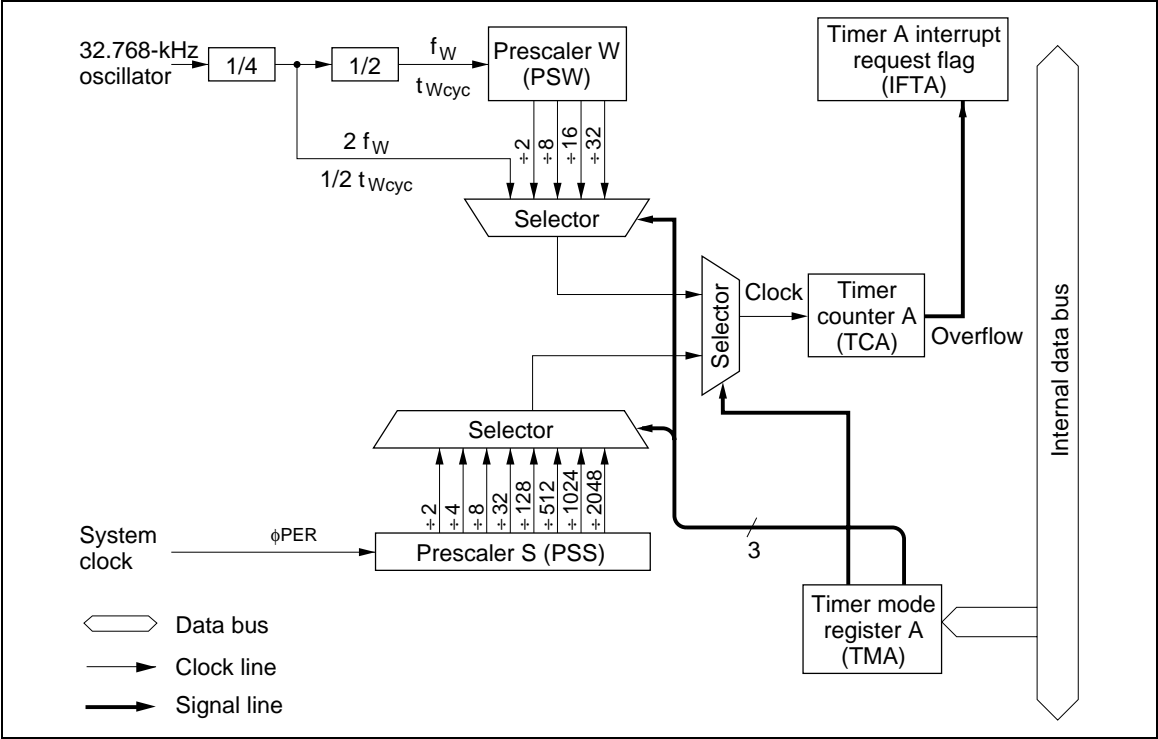 32.768-kHz
oscillator
1/4
1/2
fW
tWcyc
Prescaler W
(PSW)
Timer A interrupt
request flag
(IFTA)
2 fW
1/2 tWcyc
÷2
÷8
÷16
÷32
Selector
Selector
Clock
Timer
counter A
(TCA)
Overflow
Internal data bus
Selector
÷2
÷4
÷8
÷32
÷128
÷512
÷1024
÷2048
System
clock
ϕPER
Prescaler S (PSS)
3
Timer mode
register A
(TMA)
Data bus
Clock line
Signal line